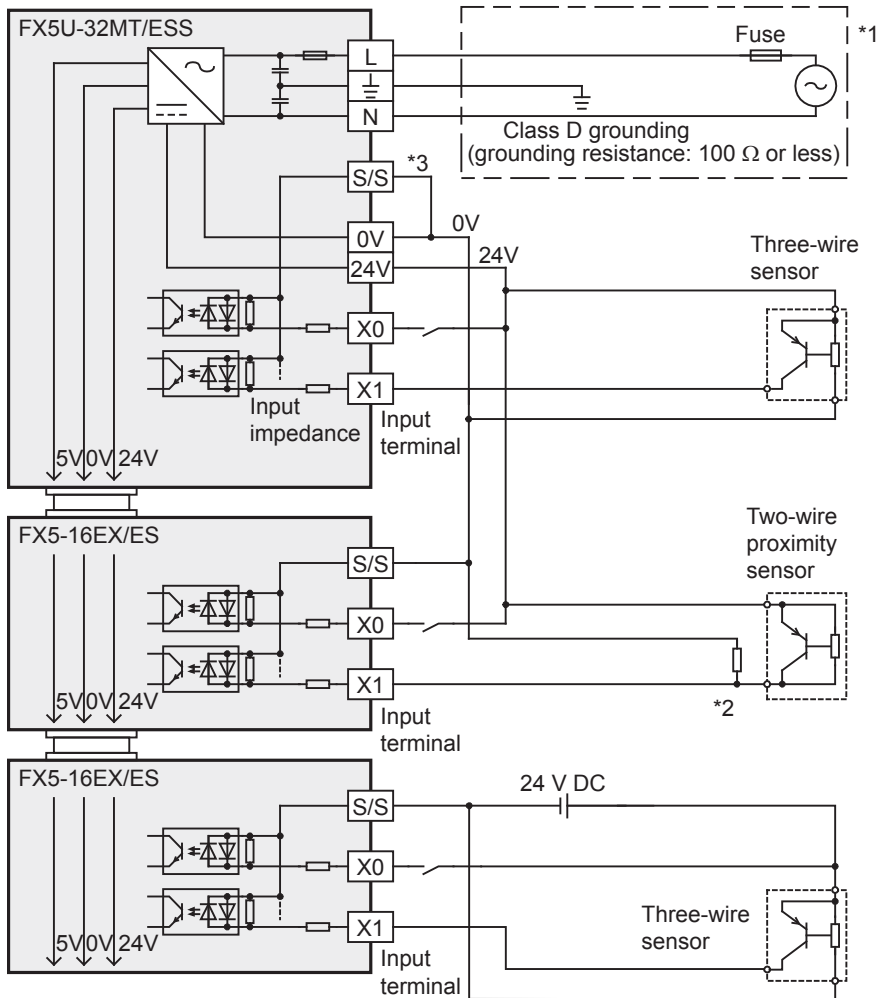 FX5U-32MT/ESS
L
N
Fuse
*1
Class D grounding
(grounding resistance: 100 Ω or less)
S/S
*3
0V
0V
24V
24V
Three-wire
sensor
X0
X1
Input
impedance
Input
terminal
5V 0V 24V
FX5-16EX/ES
S/S
Two-wire
proximity
sensor
X0
X1
*2
5V 0V 24V
Input
terminal
FX5-16EX/ES
24 V DC
S/S
X0
X1
Three-wire
sensor
5V 0V 24V
Input
terminal